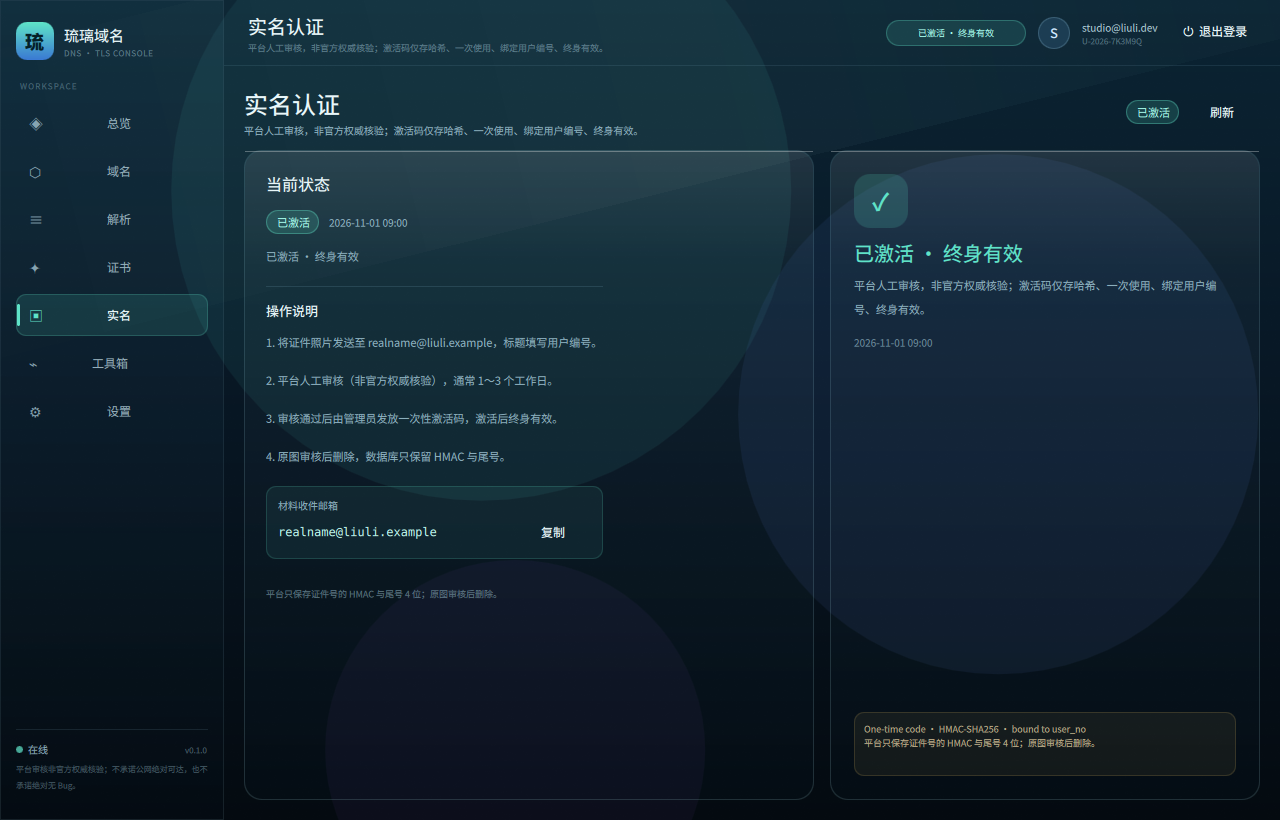 琉
琉璃域名
DNS · TLS CONSOLE
WORKSPACE
总览
域名
解析
证书
实名
工具箱
设置
在线
v0.1.0
平台审核非官方权威核验；不承诺公网绝对可达，也不
承诺绝对无 Bug。
实名认证
平台人工审核，非官方权威核验；激活码仅存哈希、一次使用、绑定用户编号、终身有效。
已激活 · 终身有效
S
studio@liuli.dev
U-2026-7K3M9Q
退出登录
实名认证
平台人工审核，非官方权威核验；激活码仅存哈希、一次使用、绑定用户编号、终身有效。
已激活
刷新
当前状态
已激活
2026-11-01 09:00
已激活 · 终身有效
操作说明
1. 将证件照片发送至 realname@liuli.example，标题填写用户编号。
2. 平台人工审核（非官方权威核验），通常 1～3 个工作日。
3. 审核通过后由管理员发放一次性激活码，激活后终身有效。
4. 原图审核后删除，数据库只保留 HMAC 与尾号。
材料收件邮箱
realname@liuli.example
复制
平台只保存证件号的 HMAC 与尾号 4 位；原图审核后删除。
✓
已激活 · 终身有效
平台人工审核，非官方权威核验；激活码仅存哈希、一次使用、绑定用户编
号、终身有效。
2026-11-01 09:00
One-time code · HMAC-SHA256 · bound to user_no
平台只保存证件号的 HMAC 与尾号 4 位；原图审核后删除。